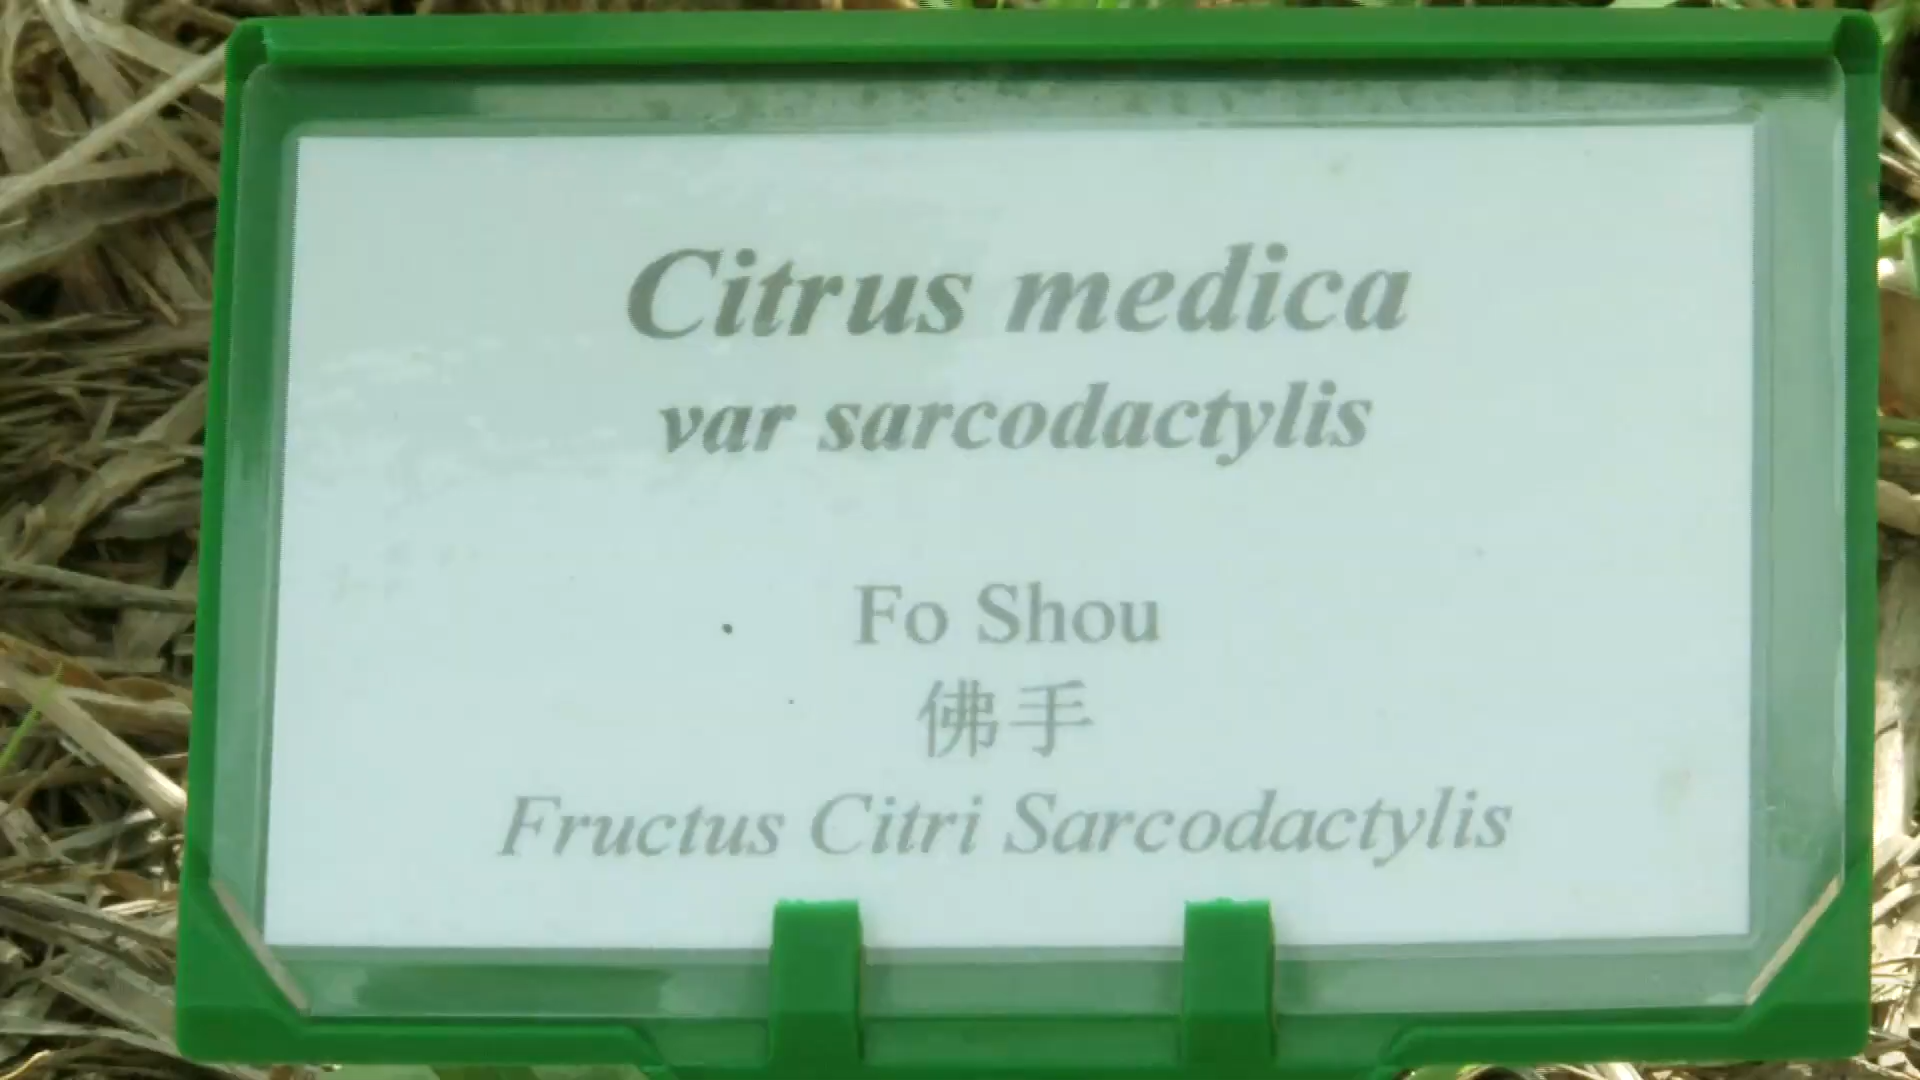 Citrus medica
var sarcodactylis
Fo Shou
佛手
Fructus Citri Sarcodactylis